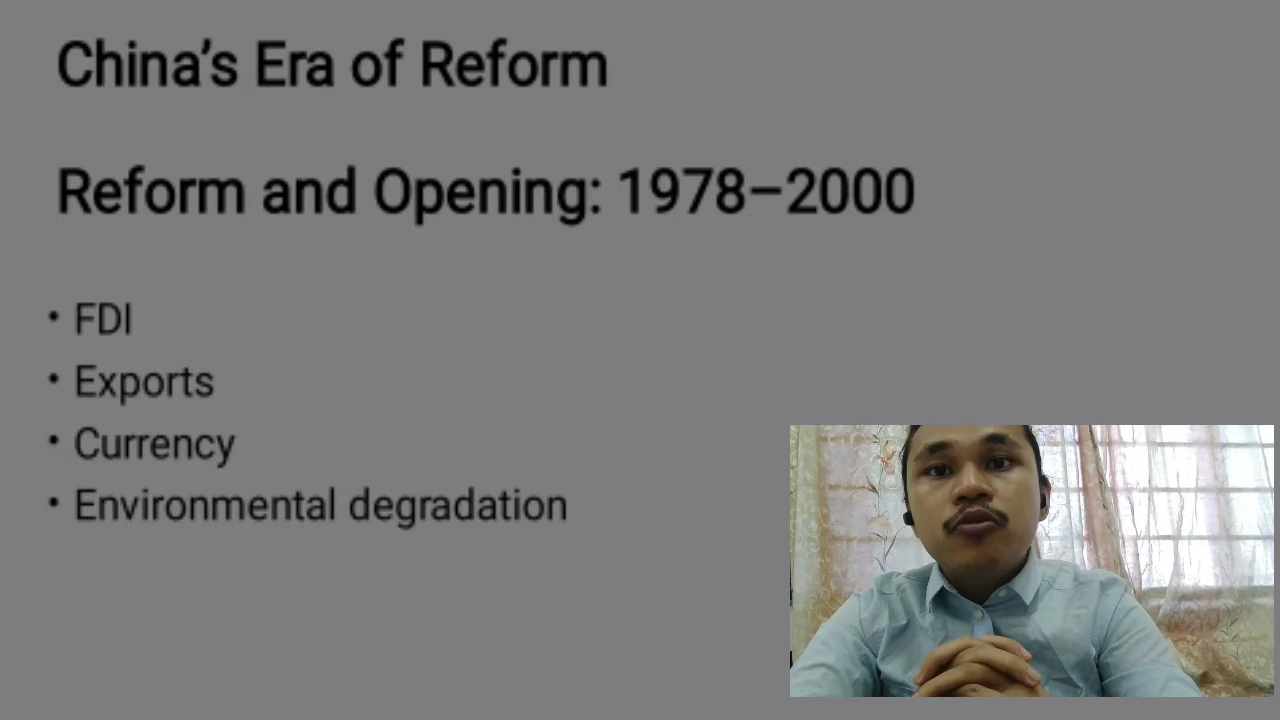 China’s Era of Reform
Reform and Opening: 1978–2000
• FDI
• Exports
• Currency
• Environmental degradation